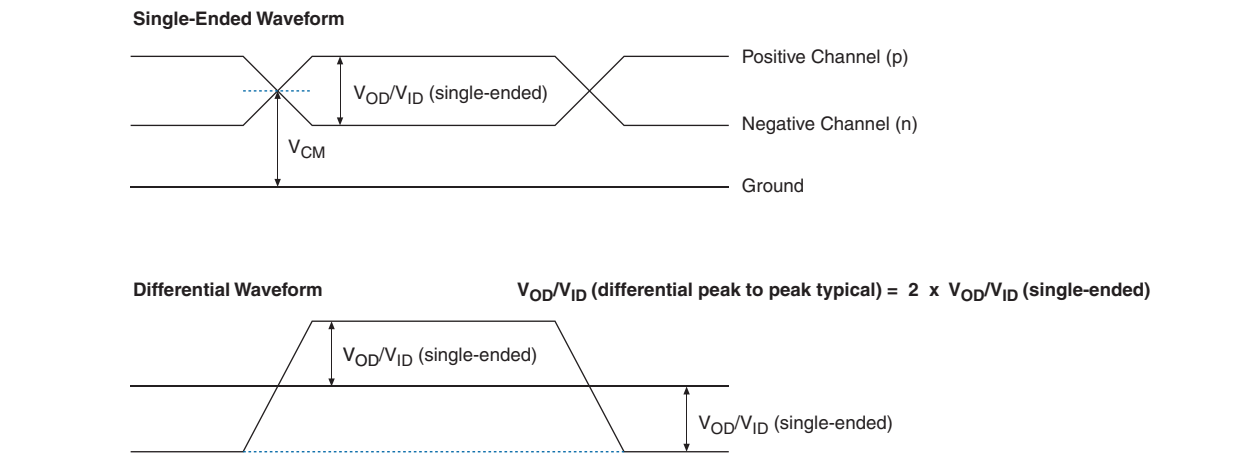 Single-Ended Waveform
Positive Channel (p)
VOD/VID (single-ended)
Negative Channel (n)
VCM
Ground
Differential Waveform
VOD/VID (differential peak to peak typical) = 2 x VOD/VID (single-ended)
VOD/VID (single-ended)
VOD/VID (single-ended)